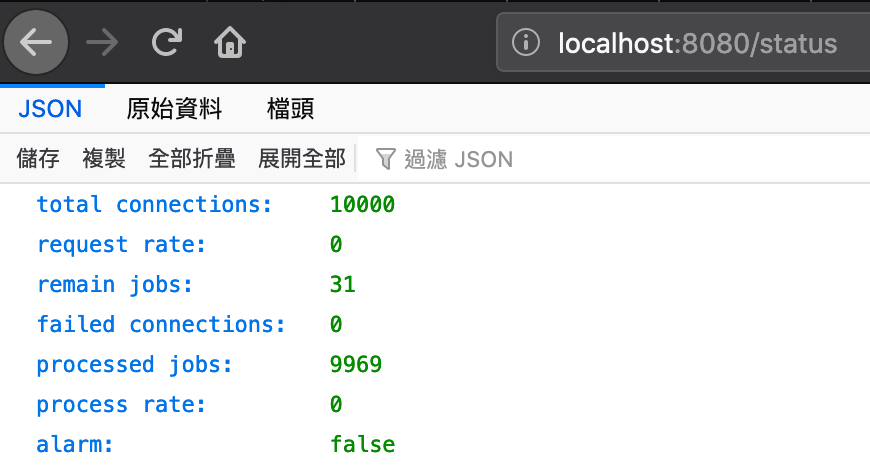 localhost:8080/status
JSON 原始資料 檔頭
儲存 複製 全部折疊 展開全部 過濾 JSON
total connections: 10000
request rate: 0
remain jobs: 31
failed connections: 0
processed jobs: 9969
process rate: 0
alarm: false